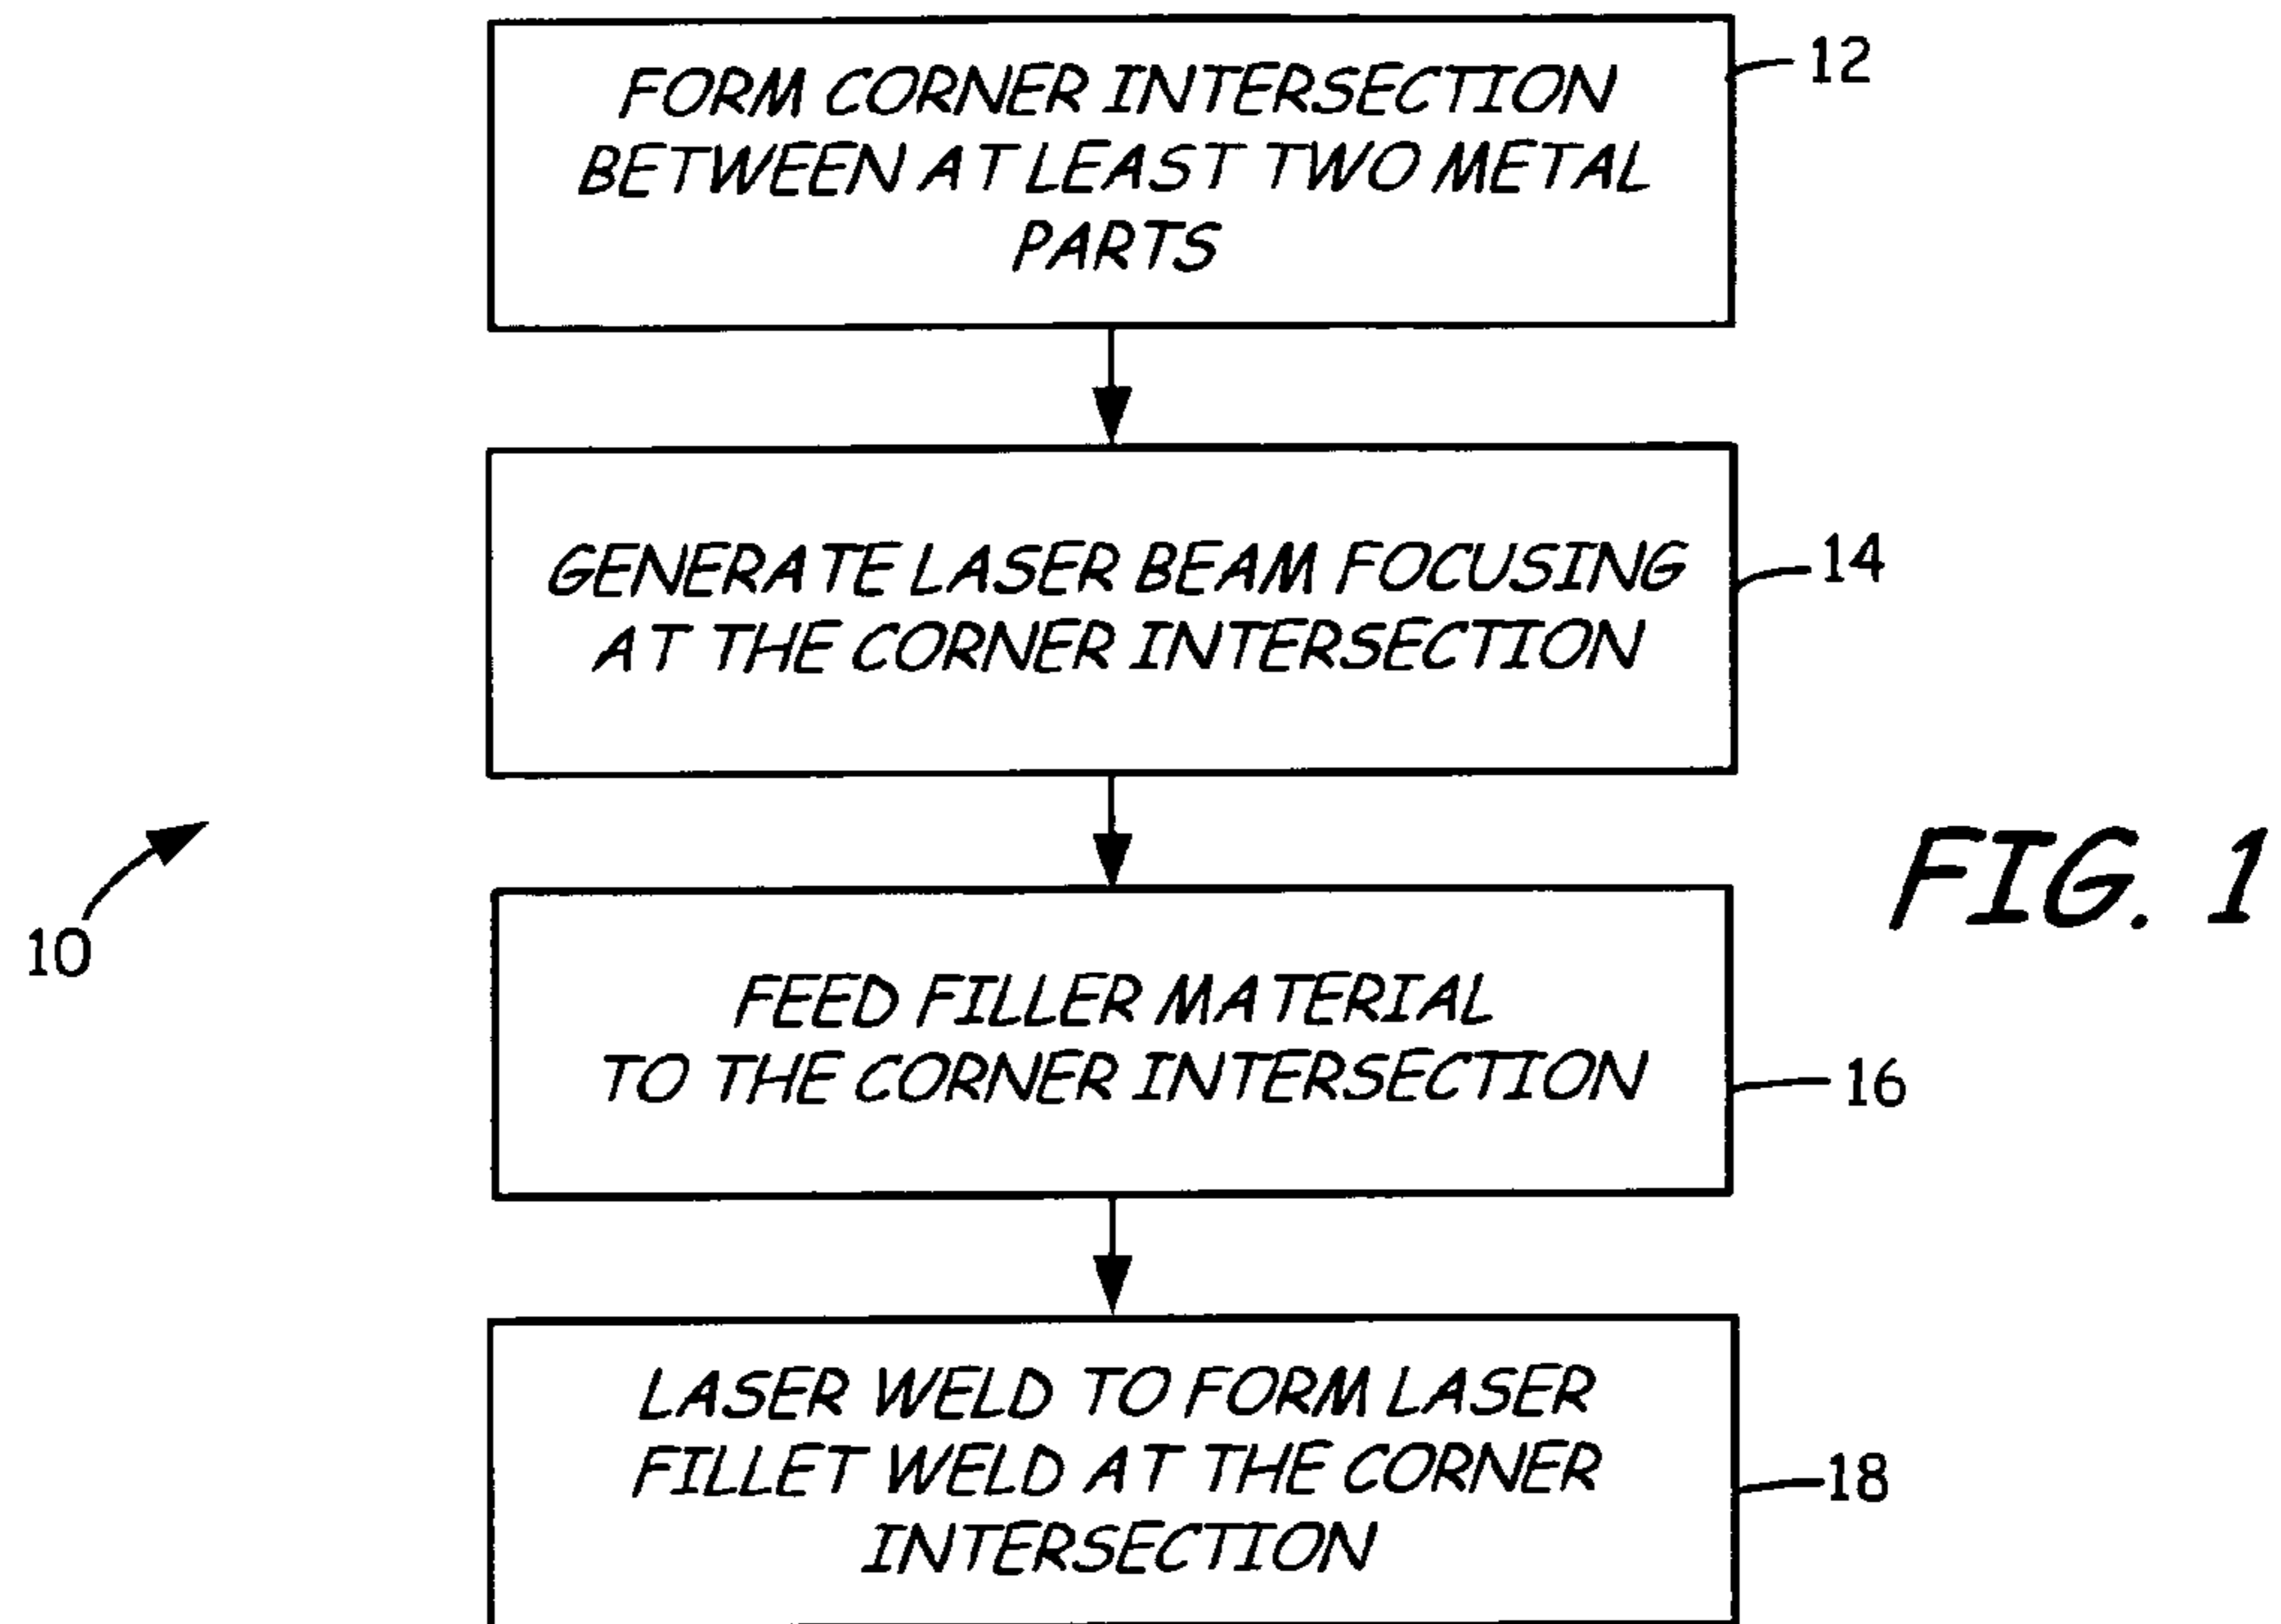 FORM CORNER INTERSECTION
BETWEEN AT LEAST TWO METAL
PARTS
12
GENERATE LASER BEAM FOCUSING
AT THE CORNER INTERSECTION
14
10
FIG. 1
FEED FILLER MATERIAL
TO THE CORNER INTERSECTION
16
LASER WELD TO FORM LASER
FILLET WELD AT THE CORNER
INTERSECTION
18